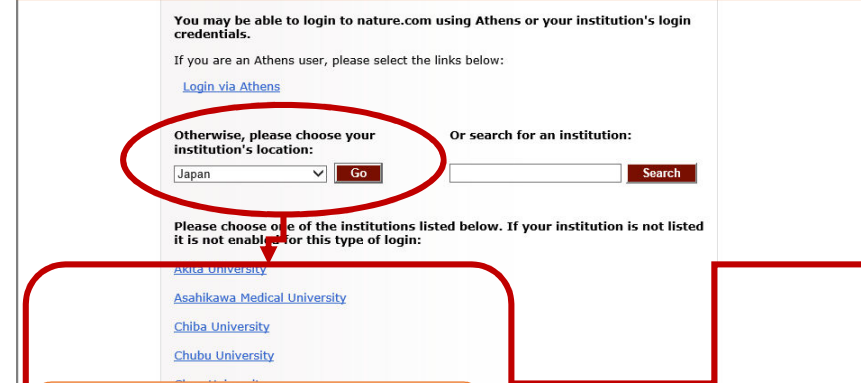 You may be able to login to nature.com using Athens or your institution's login
credentials.
If you are an Athens user, please select the links below:
Login via Athens
Otherwise, please choose your
institution's location:
Or search for an institution:
Japan
Go
Search
Please choose one of the institutions listed below. If your institution is not listed
it is not enabled for this type of login:
Akita University
Asahikawa Medical University
Chiba University
Chubu University